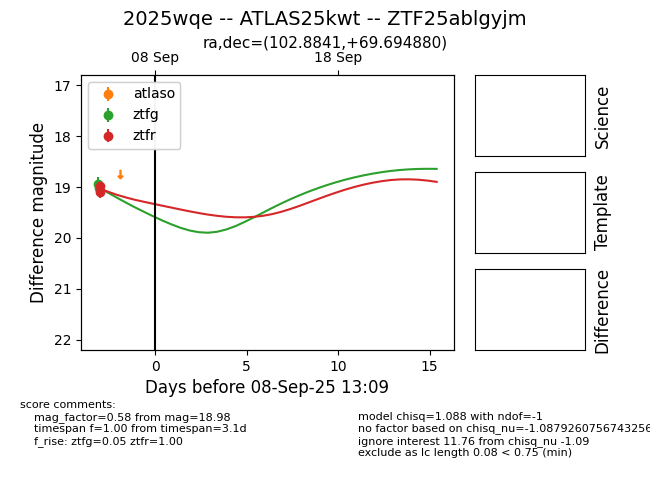 2025wqe -- ATLAS25kwt -- ZTF25ablgyjm
ra,dec=(102.8841,+69.694880)
08 Sep
18 Sep
17
18
19
20
21
22
Difference magnitude
atlaso
ztfg
ztfr
0
5
10
15
Days before 08-Sep-25 13:09
Science
Template
Difference
score comments:
mag_factor=0.58 from mag=18.98
timespan f=1.00 from timespan=3.1d
f_rise: ztfg=0.05 ztfr=1.00
model chisq=1.088 with ndof=-1
no factor based on chisq_nu=-1.0879260756743256
ignore interest 11.76 from chisq_nu -1.09
exclude as lc length 0.08 < 0.75 (min)